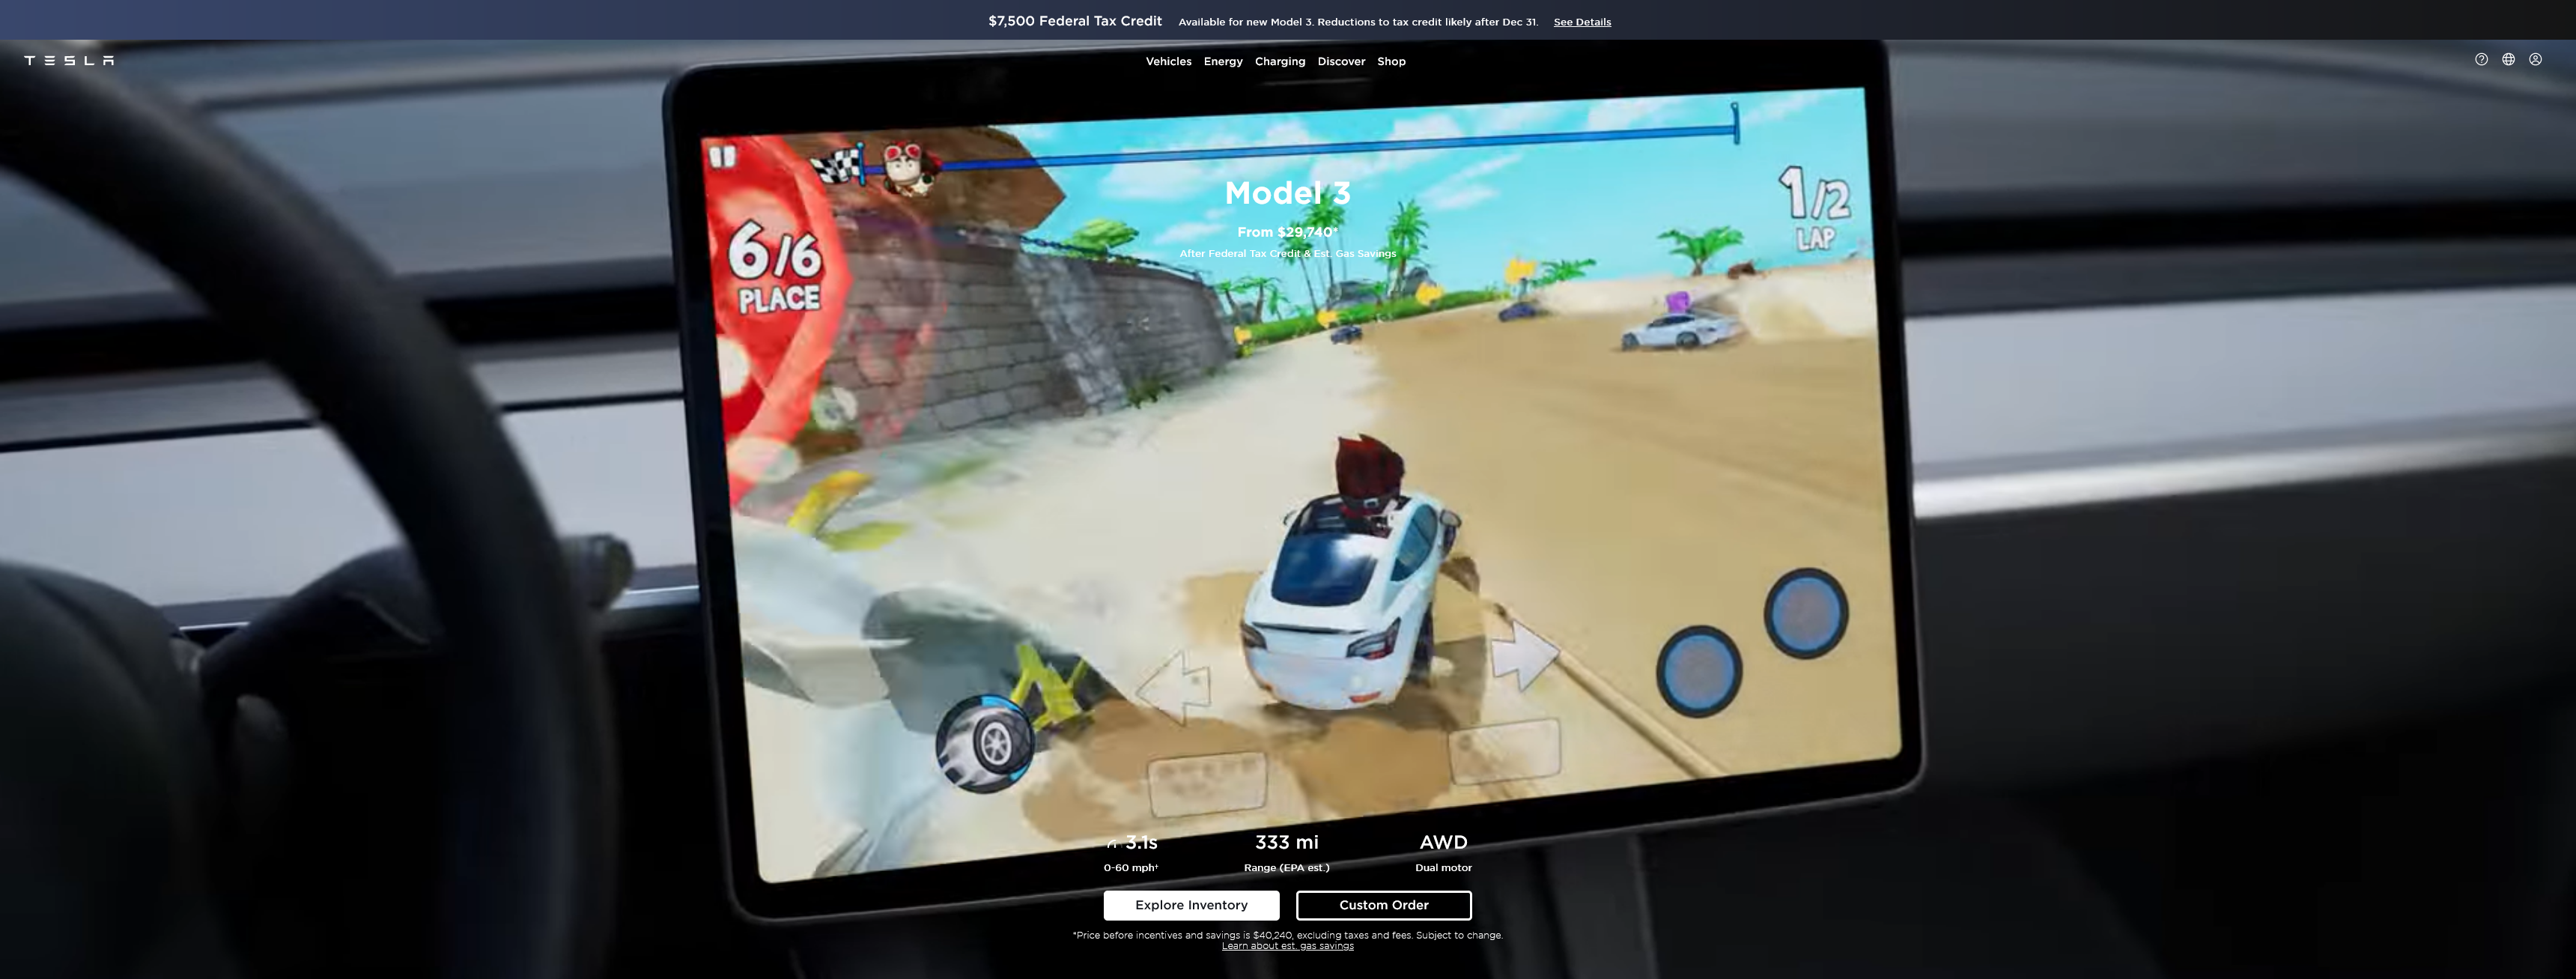 $7,500 Federal Tax Credit Available for new Model 3. Reductions to tax credit likely after Dec 31. See Details
TESLA Vehicles Energy Charging Discover Shop
6/6
PLACE
1/2
LAP
Model 3
From $29,740*
After Federal Tax Credit & Est. Gas Savings
3.1s 333 mi AWD
0-60 mph† Range (EPA est.) Dual motor
Explore Inventory Custom Order
*Price before incentives and savings is $40,240, excluding taxes and fees. Subject to change.
Learn about est. gas savings